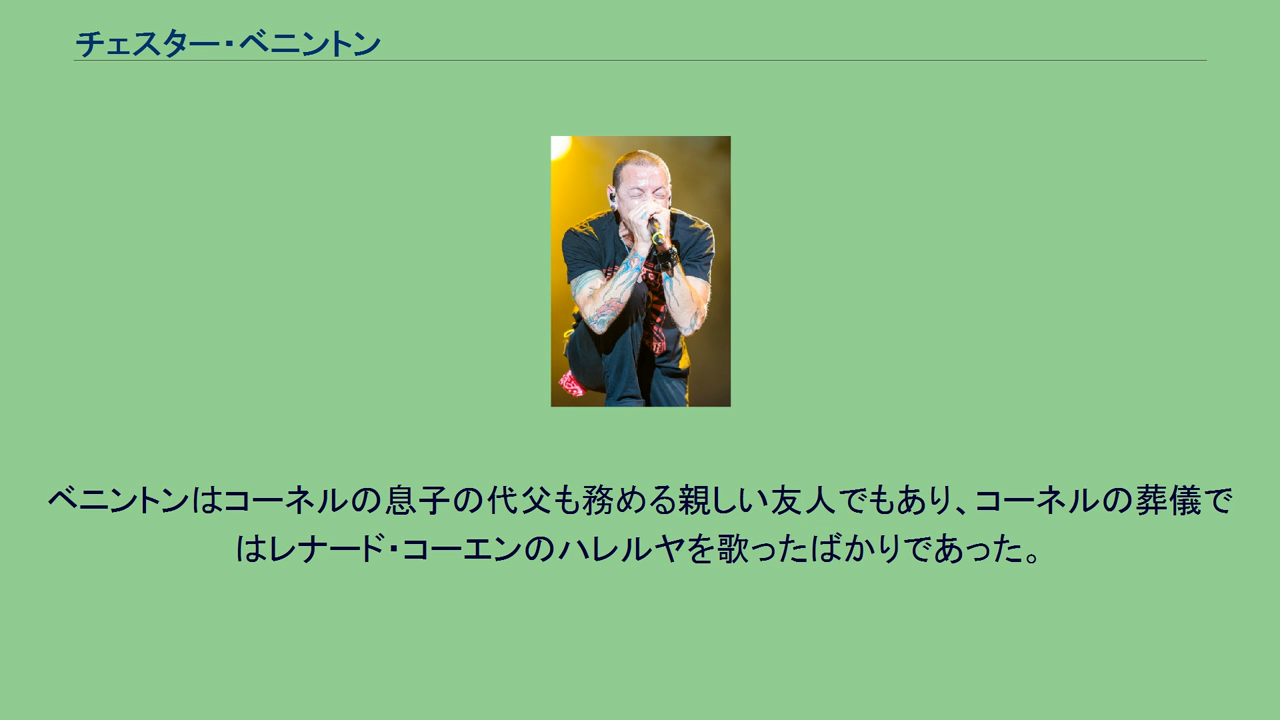 チェスター・ベニントン
ベニントンはコーネルの息子の代父も務める親しい友人でもあり、コーネルの葬儀で
はレナード・コーエンのハレルヤを歌ったばかりであった。